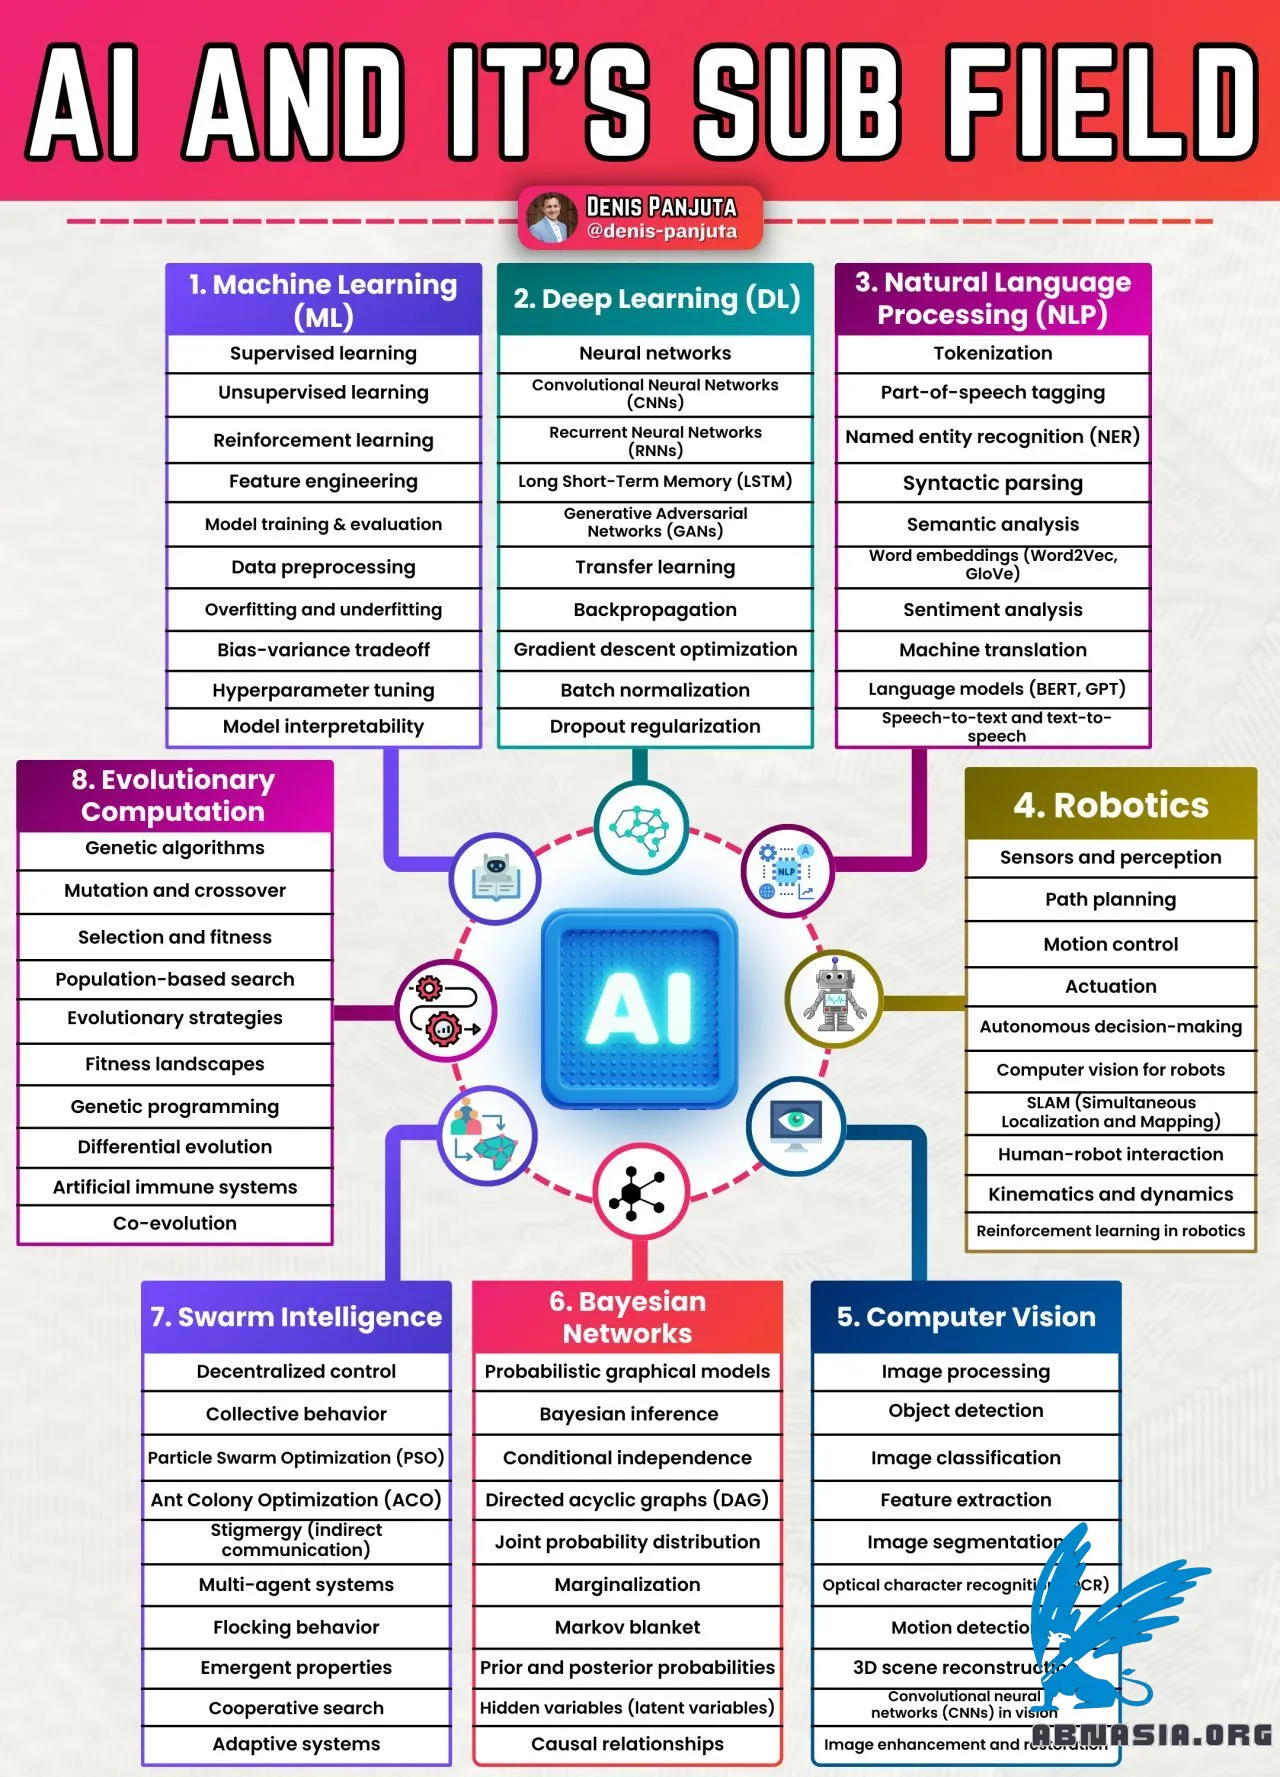 AI AND IT'S SUB FIELD
DENIS PANJUTA
@denis-panjuta
1. Machine Learning
(ML)
Supervised learning
Unsupervised learning
Reinforcement learning
Feature engineering
Model training & evaluation
Data preprocessing
Overfitting and underfitting
Bias-variance tradeoff
Hyperparameter tuning
Model interpretability
2. Deep Learning (DL)
Neural networks
Convolutional Neural Networks
(CNNs)
Recurrent Neural Networks
(RNNs)
Long Short-Term Memory (LSTM)
Generative Adversarial
Networks (GANs)
Transfer learning
Backpropagation
Gradient descent optimization
Batch normalization
Dropout regularization
3. Natural Language
Processing (NLP)
Tokenization
Part-of-speech tagging
Named entity recognition (NER)
Syntactic parsing
Semantic analysis
Word embeddings (Word2Vec,
GloVe)
Sentiment analysis
Machine translation
Language models (BERT, GPT)
Speech-to-text and text-to-
speech
8. Evolutionary
Computation
Genetic algorithms
Mutation and crossover
Selection and fitness
Population-based search
Evolutionary strategies
Fitness landscapes
Genetic programming
Differential evolution
Artificial immune systems
Co-evolution
A
NLP
AI
4. Robotics
Sensors and perception
Path planning
Motion control
Actuation
Autonomous decision-making
Computer vision for robots
SLAM (Simultaneous
Localization and Mapping)
Human-robot interaction
Kinematics and dynamics
Reinforcement learning in robotics
7. Swarm Intelligence
Decentralized control
Collective behavior
Particle Swarm Optimization (PSO)
Ant Colony Optimization (ACO)
Stigmergy (indirect
communication)
Multi-agent systems
Flocking behavior
Emergent properties
Cooperative search
Adaptive systems
6. Bayesian
Networks
Probabilistic graphical models
Bayesian inference
Conditional independence
Directed acyclic graphs (DAG)
Joint probability distribution
Marginalization
Markov blanket
Prior and posterior probabilities
Hidden variables (latent variables)
Causal relationships
5. Computer Vision
Image processing
Object detection
Image classification
Feature extraction
Image segmentation
Optical character recognition (OCR)
Motion detection
3D scene reconstruction
Convolutional neural
networks (CNNs) in vision
Image enhancement and restoration
ABNASIA.ORG